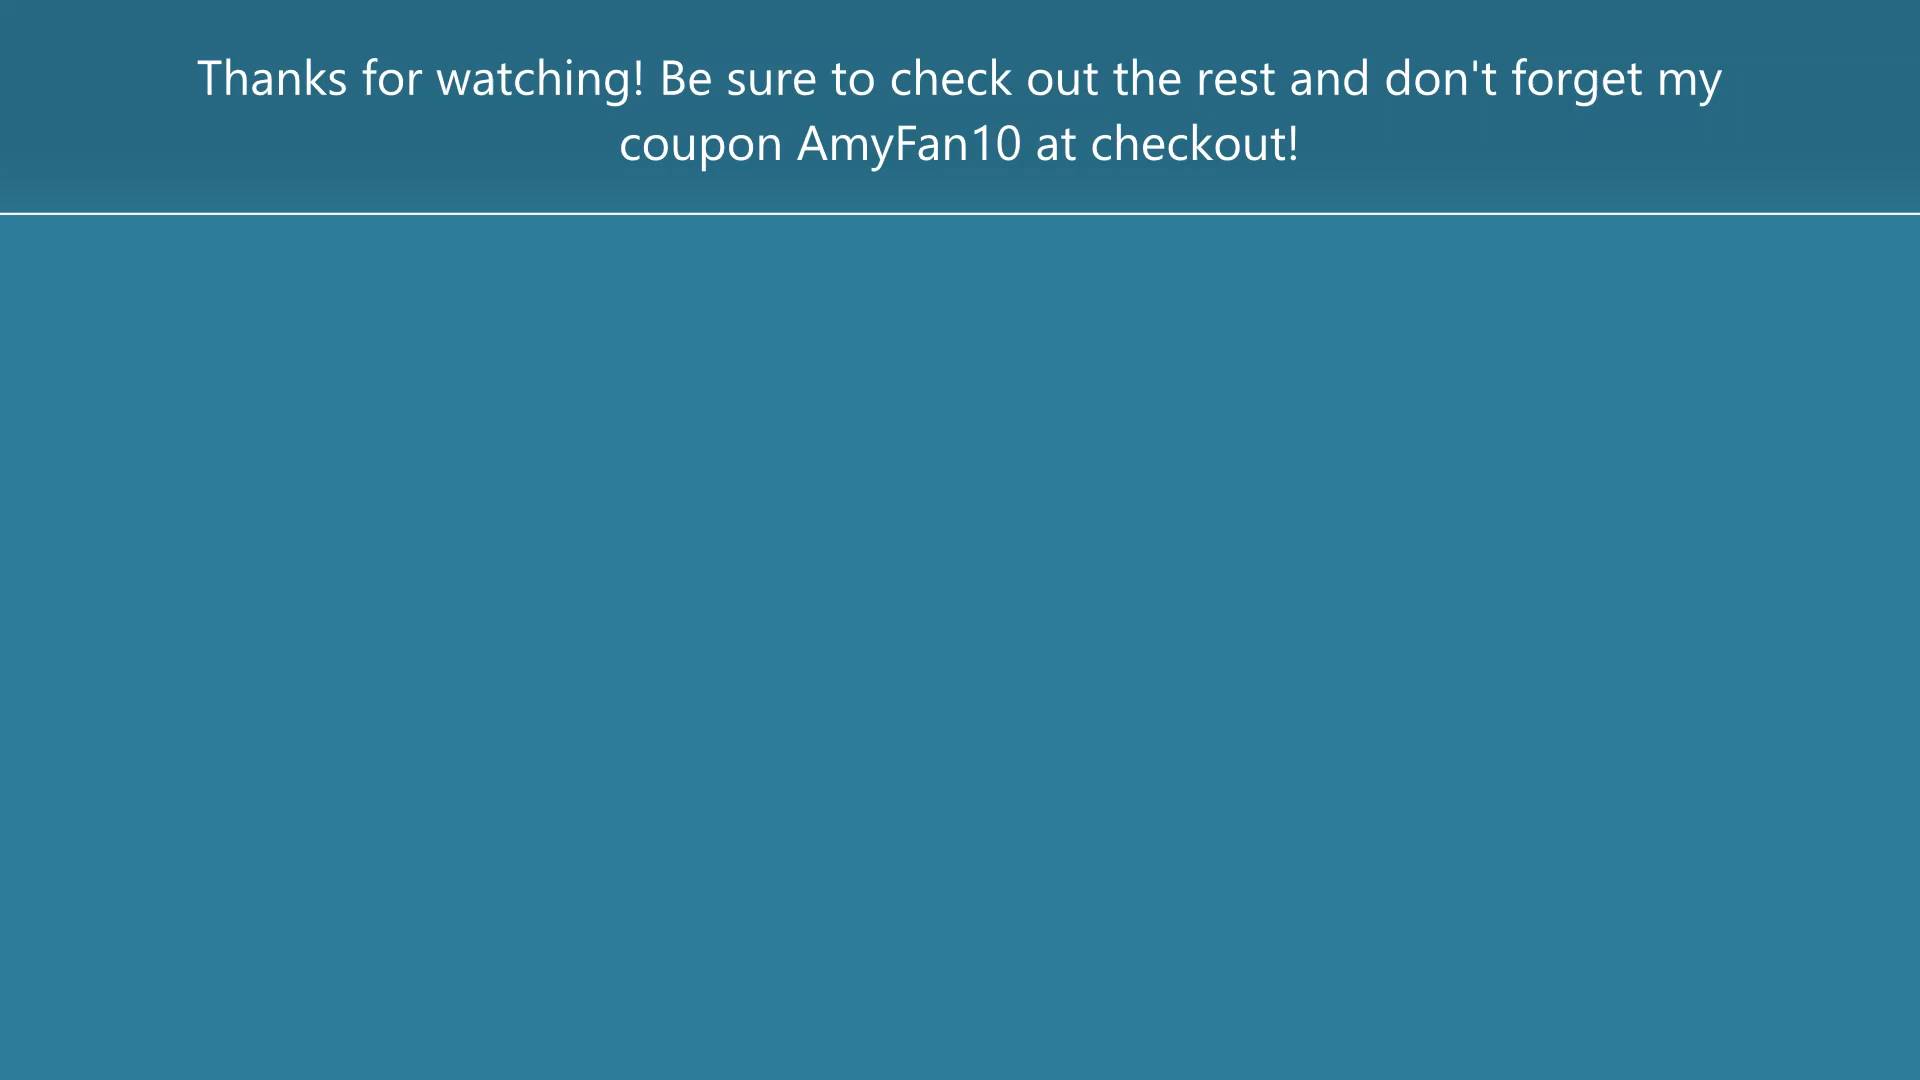 Thanks for watching! Be sure to check out the rest and don't forget my
coupon AmyFan10 at checkout!